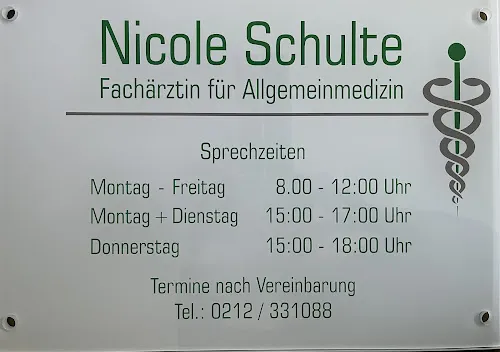 Nicole Schulte
Fachärztin für Allgemeinmedizin
Sprechzeiten
Montag - Freitag 8.00 - 12:00 Uhr
Montag + Dienstag 15:00 - 17:00 Uhr
Donnerstag 15:00 - 18:00 Uhr
Termine nach Vereinbarung
Tel.: 0212 / 331088